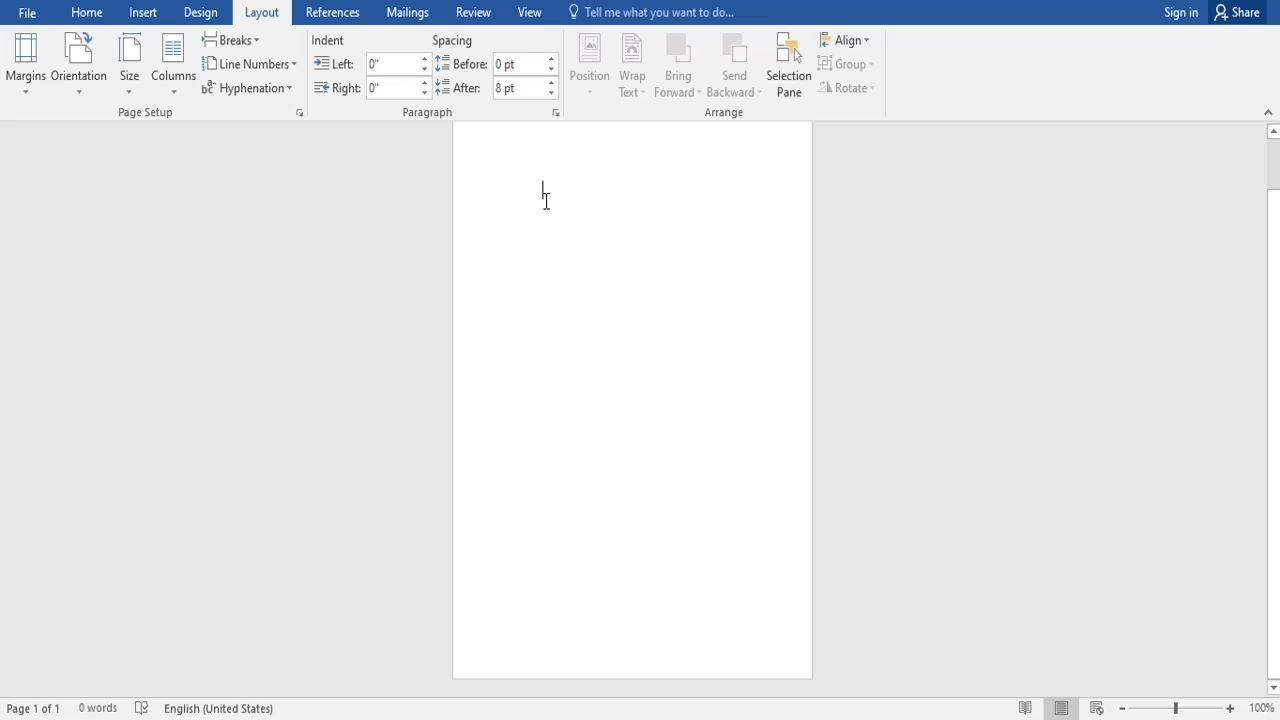 File Home Insert Design Layout References Mailings Review View Tell me what you want to do... Sign in Share
Breaks Indent Spacing Align
Line Numbers Left: 0" Before: 0 pt Group
Margins Orientation Size Columns Position Wrap Text Bring Forward Send Backward Selection Pane
Hyphenation Right: 0" After: 8 pt Rotate
Page Setup Paragraph Arrange
Page 1 of 1 0 words English (United States) 100%